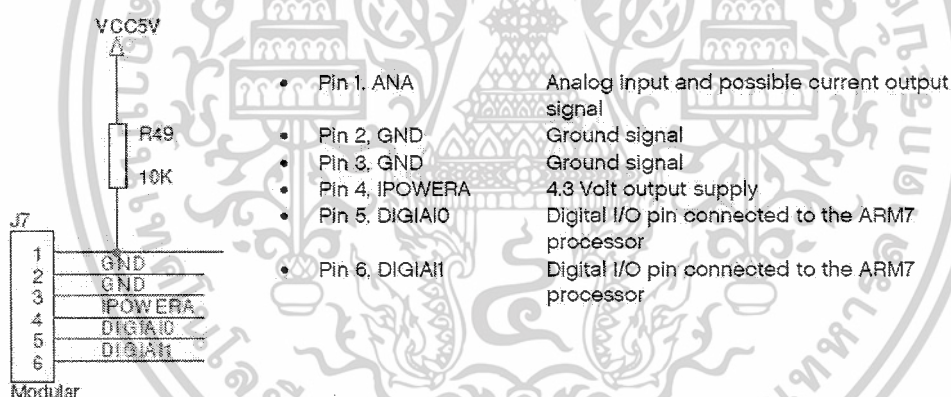 VCC5V
R49
10K
J7
1
2
3
4
5
6
GND
GND
IPOWERA
DIGIAI0
DIGIAI1
Modular
• Pin 1, ANA Analog input and possible current output
signal
• Pin 2, GND Ground signal
• Pin 3, GND Ground signal
• Pin 4, IPOWERA 4.3 Volt output supply
• Pin 5, DIGIAI0 Digital I/O pin connected to the ARM7
processor
• Pin 6, DIGIAI1 Digital I/O pin connected to the ARM7
processor